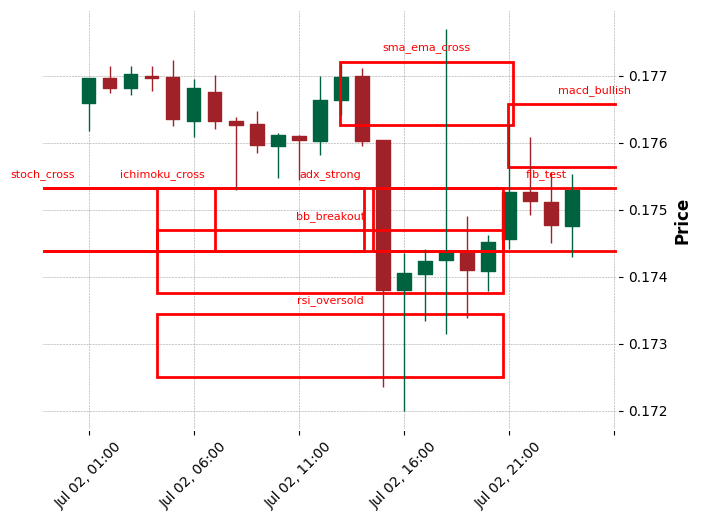 sma_ema_cross
0.177
macd_bullish
0.176
stoch_cross ichimoku_cross adx_strong fib_test
0.175
bb_breakout
Price
0.174
rsi_oversold
0.173
0.172
Jul 02, 01:00 Jul 02, 06:00 Jul 02, 11:00 Jul 02, 16:00 Jul 02, 21:00